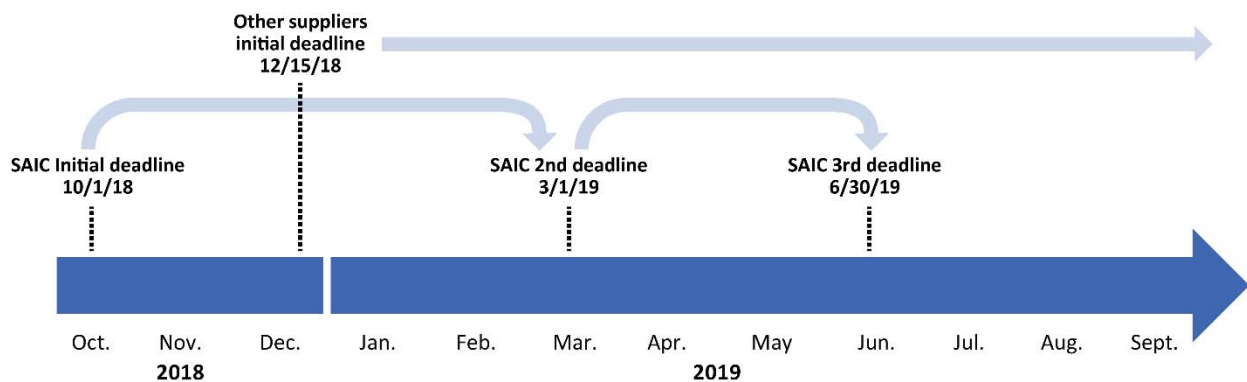 Other suppliers
initial deadline
12/15/18
SAIC Initial deadline
10/1/18
SAIC 2nd deadline
3/1/19
SAIC 3rd deadline
6/30/19
Oct. Nov. Dec. Jan. Feb. Mar. Apr. May Jun. Jul. Aug. Sept.
2018 2019